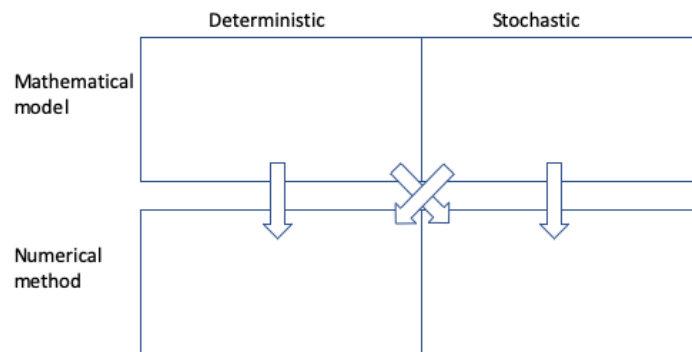 Deterministic Stochastic
Mathematical
model
Numerical
method